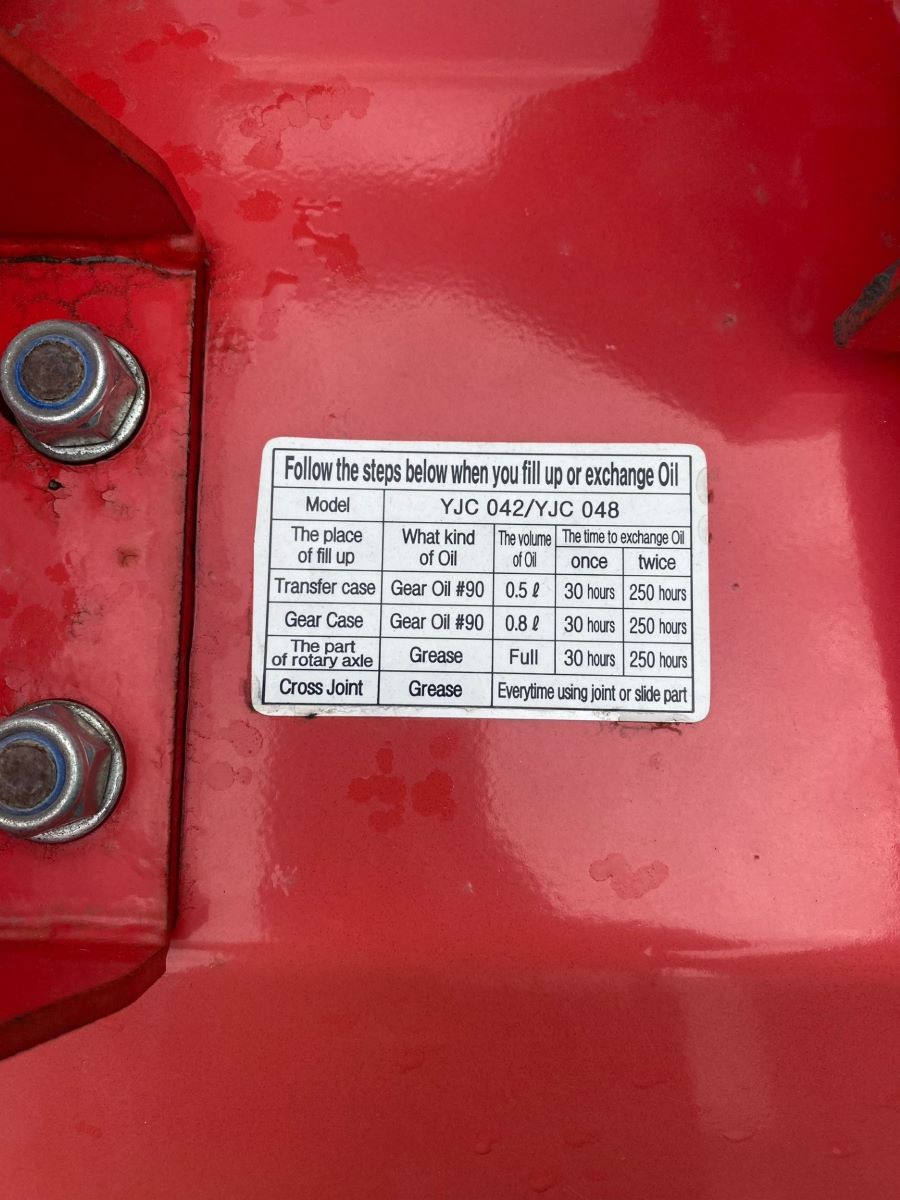 Follow the steps below when you fill up or exchange Oil
Model YJC 042/YJC 048
The place of fill up What kind of Oil The volume of Oil The time to exchange Oil
once twice
Transfer case Gear Oil #90 0.5 ℓ 30 hours 250 hours
Gear Case Gear Oil #90 0.8 ℓ 30 hours 250 hours
The part of rotary axle Grease Full 30 hours 250 hours
Cross Joint Grease Everytime using joint or slide part